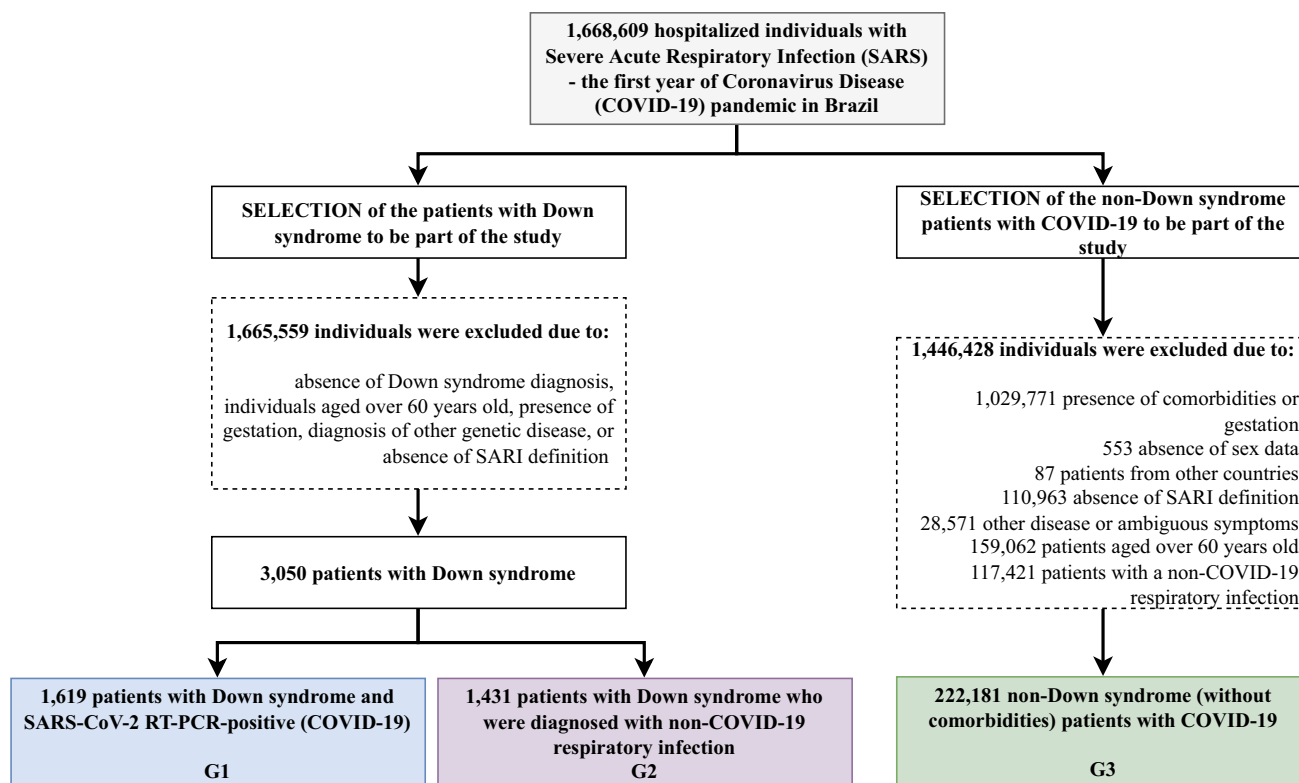 1,668,609 hospitalized individuals with
Severe Acute Respiratory Infection (SARS)
- the first year of Coronavirus Disease
(COVID-19) pandemic in Brazil
SELECTION of the patients with Down
syndrome to be part of the study
1,665,559 individuals were excluded due to:
absence of Down syndrome diagnosis,
individuals aged over 60 years old, presence of
gestation, diagnosis of other genetic disease, or
absence of SARI definition
3,050 patients with Down syndrome
1,619 patients with Down syndrome and
SARS-CoV-2 RT-PCR-positive (COVID-19)
G1
1,431 patients with Down syndrome who
were diagnosed with non-COVID-19
respiratory infection
G2
SELECTION of the non-Down syndrome
patients with COVID-19 to be part of the
study
1,446,428 individuals were excluded due to:
1,029,771 presence of comorbidities or
gestation
553 absence of sex data
87 patients from other countries
110,963 absence of SARI definition
28,571 other disease or ambiguous symptoms
159,062 patients aged over 60 years old
117,421 patients with a non-COVID-19
respiratory infection
222,181 non-Down syndrome (without
comorbidities) patients with COVID-19
G3